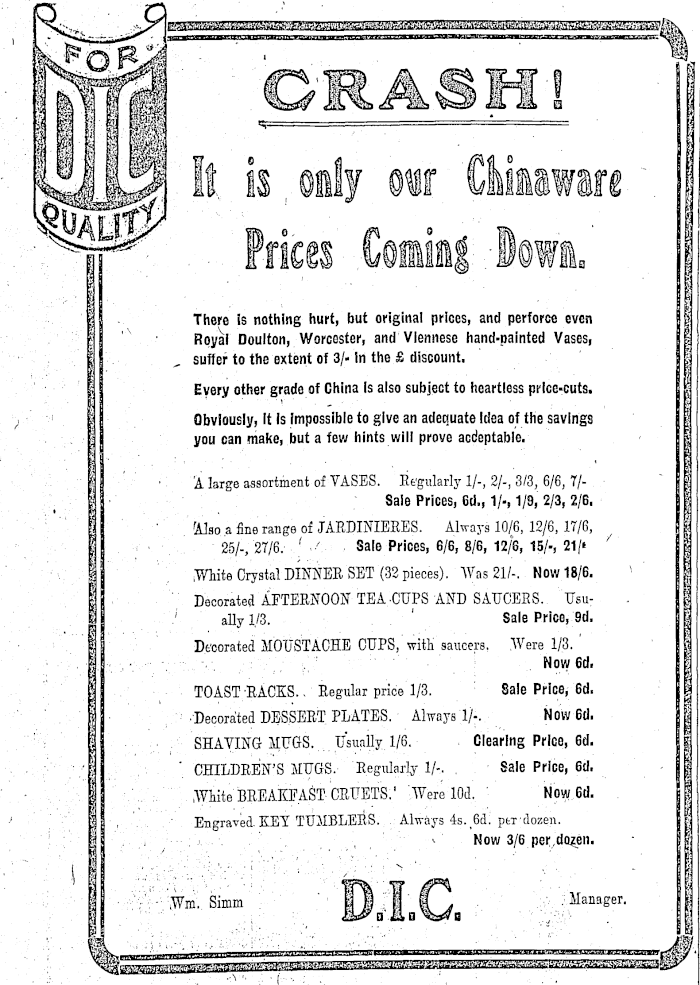 FOR
DIC
QUALITY
CRASH!
It is only our Chinaware
Prices Coming Down.
There is nothing hurt, but original prices, and perforce even
Royal Doulton, Worcester, and Viennese hand-painted Vases,
suffer to the extent of 3/- in the £ discount.
Every other grade of China is also subject to heartless price-cuts.
Obviously, it is impossible to give an adequate idea of the savings
you can make, but a few hints will prove acceptable.
A large assortment of VASES. Regularly 1/-, 2/-, 3/3, 6/6, 7/-
Sale Prices, 6d., 1/-, 1/9, 2/3, 2/6.
Also a fine range of JARDINIERES. Always 10/6, 12/6, 17/6,
25/-, 27/6. Sale Prices, 6/6, 8/6, 12/6, 15/-, 21/-
White Crystal DINNER SET (32 pieces). Was 21/-. Now 18/6.
Decorated AFTERNOON TEA CUPS AND SAUCERS. Usu-
ally 1/3. Sale Price, 9d.
Decorated MOUSTACHE CUPS, with saucers. Were 1/3.
Now 6d.
TOAST RACKS. Regular price 1/3. Sale Price, 6d.
Decorated DESSERT PLATES. Always 1/-. Now 6d.
SHAVING MUGS. Usually 1/6. Clearing Price, 6d.
CHILDREN'S MUGS. Regularly 1/-. Sale Price, 6d.
White BREAKFAST CRUETS. Were 10d. Now 6d.
Engraved KEY TUMBLERS. Always 4s. 6d. per dozen.
Now 3/6 per dozen.
Wm. Simm D.I.C. Manager.